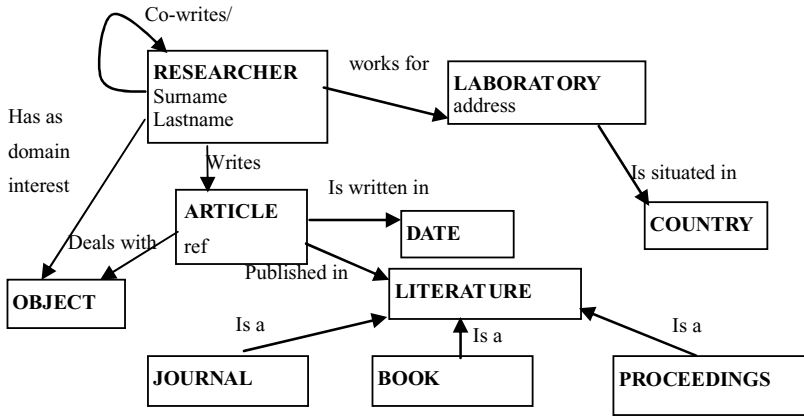 Co-writes/
RESEARCHER
Surname
Lastname
works for
LABORATORY
address
Has as
domain
interest
Writes
Is situated in
Is written in
ARTICLE
ref
COUNTRY
DATE
Deals with
Published in
OBJECT
LITERATURE
Is a
Is a
Is a
JOURNAL
BOOK
PROCEEDINGS